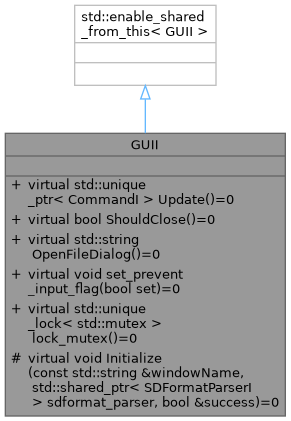 std::enable_shared
_from_this< GUII >
GUII
+ virtual std::unique
_ptr< CommandI > Update()=0
+ virtual bool ShouldClose()=0
+ virtual std::string
OpenFileDialog()=0
+ virtual void set_prevent
_input_flag(bool set)=0
+ virtual std::unique
_lock< std::mutex >
lock_mutex()=0
# virtual void Initialize
(const std::string &windowName,
std::shared_ptr< SDFormatParserI
> sdformat_parser, bool &success)=0